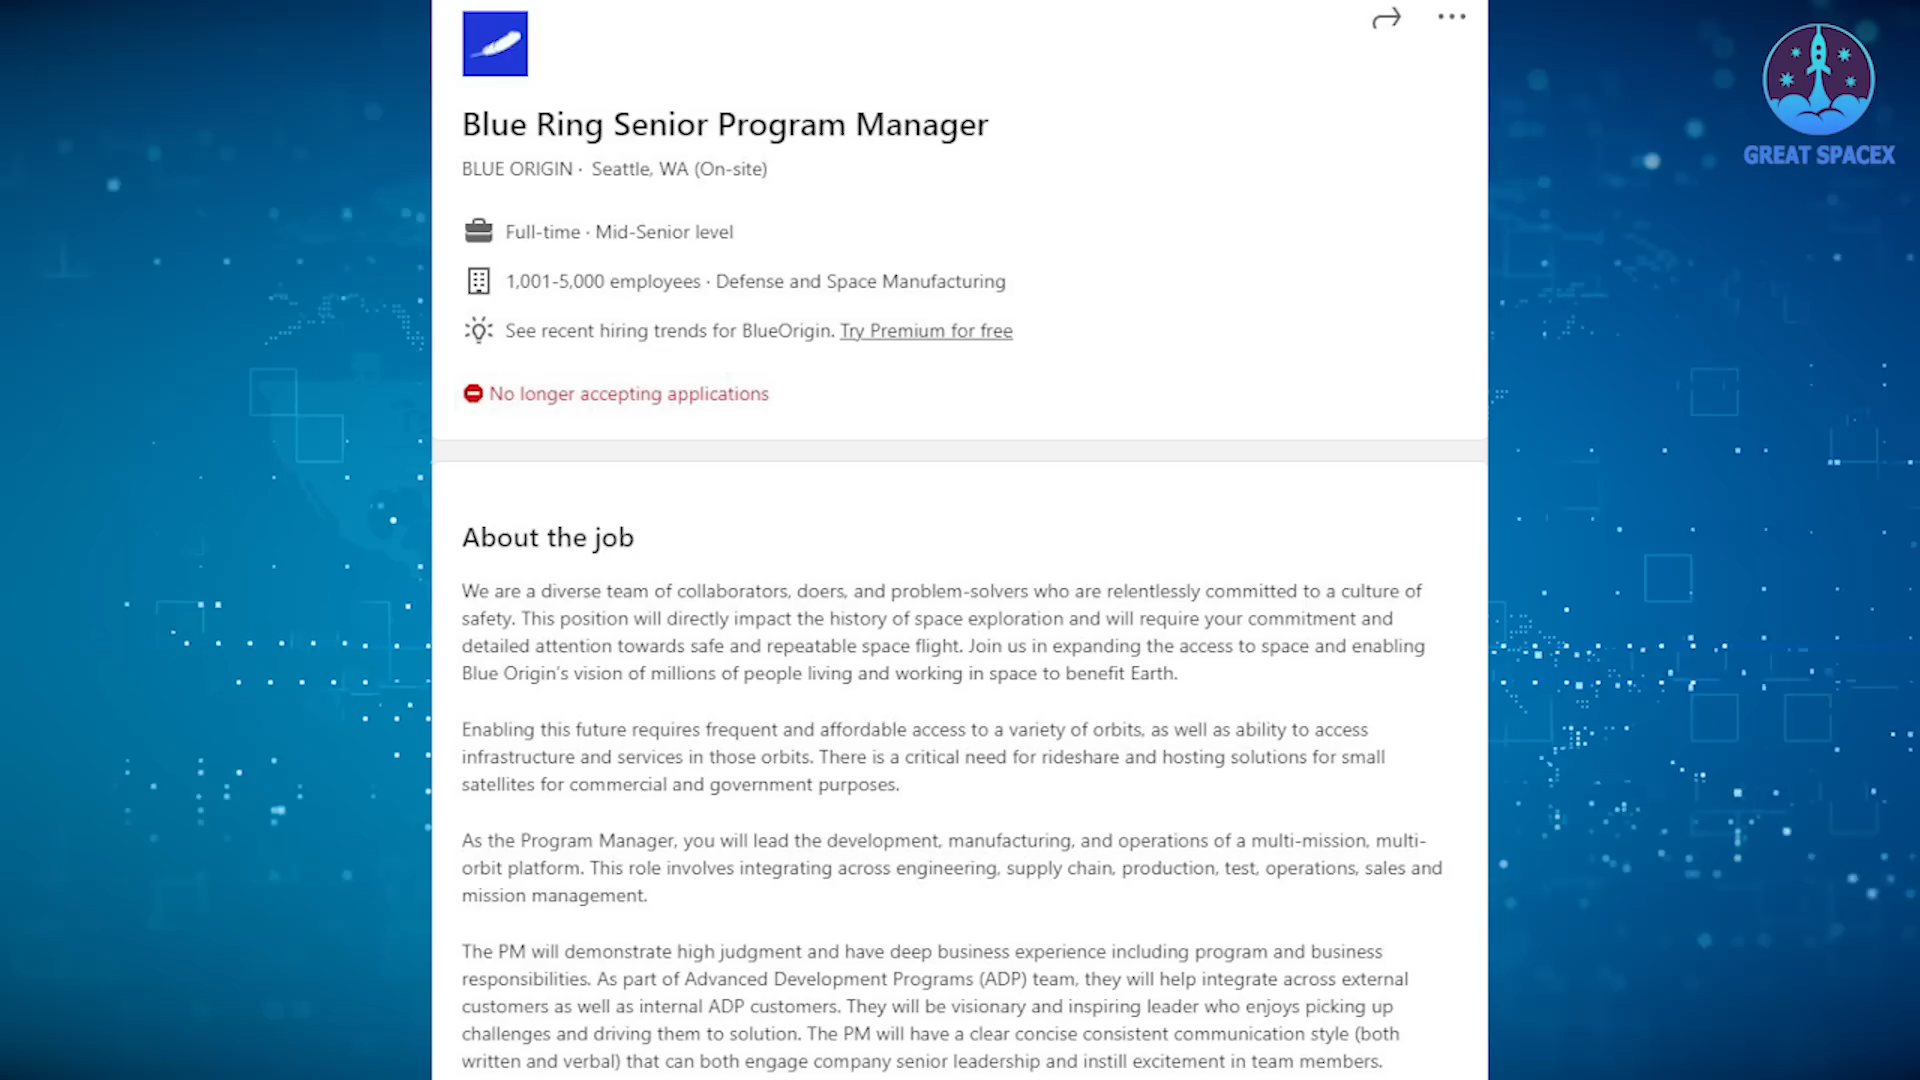 GREAT SPACEX
Blue Ring Senior Program Manager
BLUE ORIGIN · Seattle, WA (On-site)
Full-time · Mid-Senior level
1,001-5,000 employees · Defense and Space Manufacturing
See recent hiring trends for BlueOrigin. Try Premium for free
No longer accepting applications
About the job
We are a diverse team of collaborators, doers, and problem-solvers who are relentlessly committed to a culture of
safety. This position will directly impact the history of space exploration and will require your commitment and
detailed attention towards safe and repeatable space flight. Join us in expanding the access to space and enabling
Blue Origin's vision of millions of people living and working in space to benefit Earth.
Enabling this future requires frequent and affordable access to a variety of orbits, as well as ability to access
infrastructure and services in those orbits. There is a critical need for rideshare and hosting solutions for small
satellites for commercial and government purposes.
As the Program Manager, you will lead the development, manufacturing, and operations of a multi-mission, multi-
orbit platform. This role involves integrating across engineering, supply chain, production, test, operations, sales and
mission management.
The PM will demonstrate high judgment and have deep business experience including program and business
responsibilities. As part of Advanced Development Programs (ADP) team, they will help integrate across external
customers as well as internal ADP customers. They will be visionary and inspiring leader who enjoys picking up
challenges and driving them to solution. The PM will have a clear concise consistent communication style (both
written and verbal) that can both engage company senior leadership and instill excitement in team members.